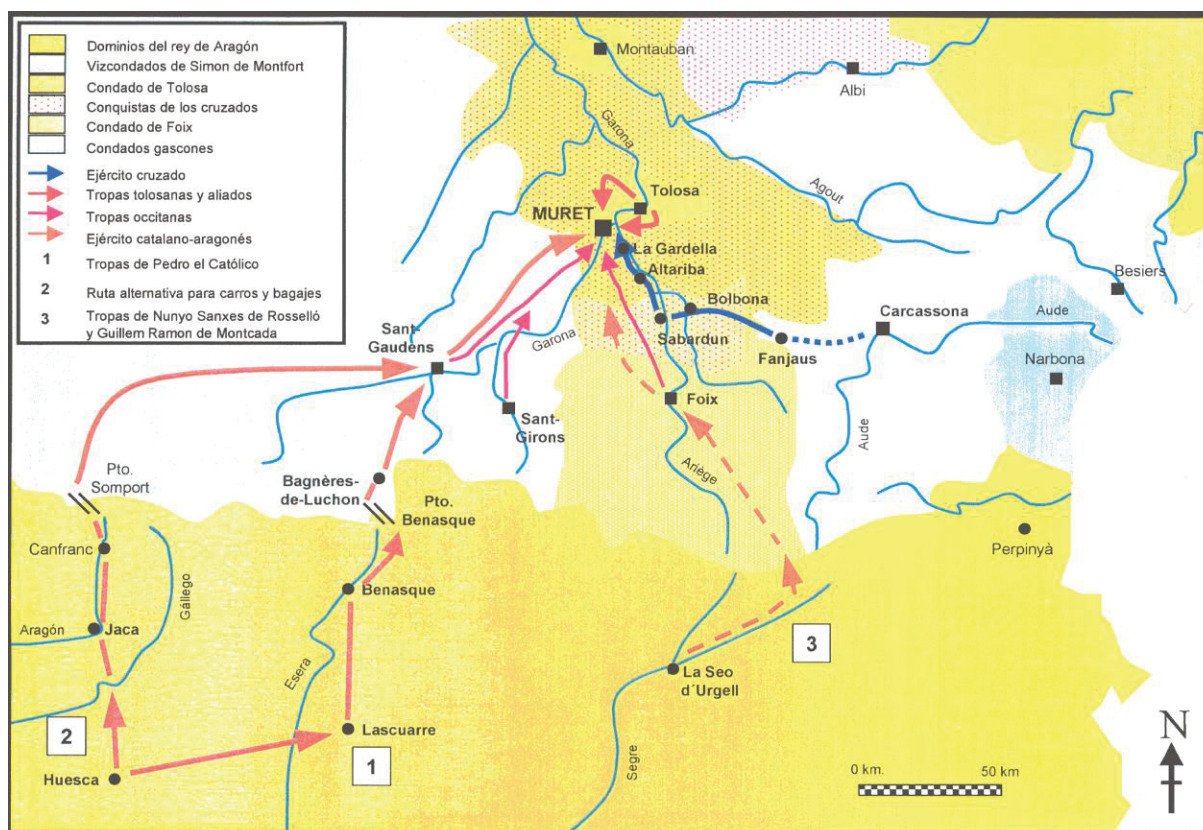 Dominios del rey de Aragón
Vizcondados de Simon de Montfort
Condado de Tolosa
Conquistas de los cruzados
Condado de Foix
Condados gascones
Ejército cruzado
Tropas tolosanas y aliados
Tropas occitanas
Ejército catalano-aragonés
1 Tropas de Pedro el Católico
2 Ruta alternativa para carros y bagajes
3 Tropas de Nunyo Sanxes de Rosselló
y Guillem Ramon de Montcada
Montauban
Albi
Garona
Agout
Tolosa
MURET
La Gardella
Altariba
Bolbona
Sabardun
Fanjaus
Carcassona
Besiers
Aude
Narbona
Sant-
Gaudens
Garona
Foix
Sant-
Girons
Aude
Ariège
Pto.
Somport
Bagnères-
de-Luchon
Pto.
Benasque
Canfranc
Gállego
Perpinyà
Benasque
Aragón
Jaca
Esera
3
La Seo
d´Urgell
2
Lascuarre
1
Segre
Huesca
0 km.
50 km
N